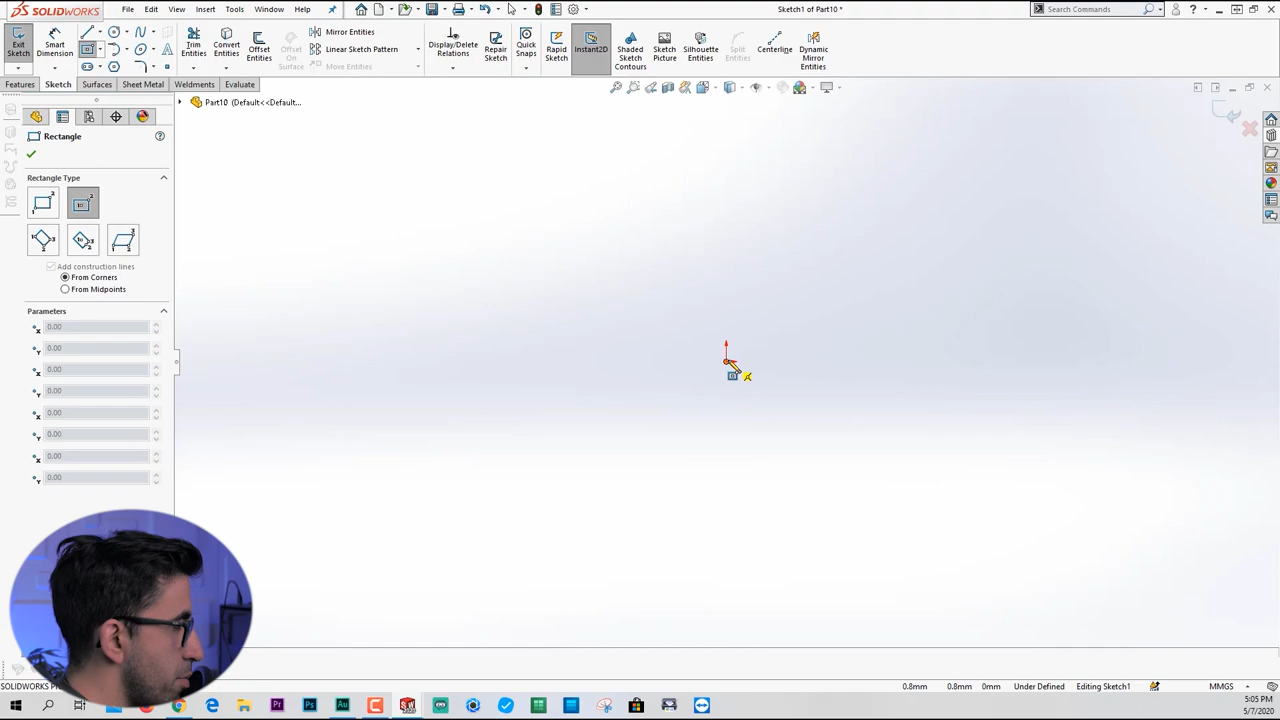 SOLIDWORKS File Edit View Insert Tools Window Help Sketch1 of Part10 * Search Commands
Exit Sketch Smart Dimension Trim Entities Convert Entities Offset Entities Offset On Surface Mirror Entities Linear Sketch Pattern Move Entities Display/Delete Relations Repair Sketch Quick Snaps Rapid Sketch Instant2D Shaded Sketch Contours Sketch Picture Silhouette Entities Split Entities Centerline Dynamic Mirror Entities
Features Sketch Surfaces Sheet Metal Weldments Evaluate
Part10 (Default<<Default...
Rectangle
Rectangle Type
Add construction lines
From Corners
From Midpoints
Parameters
0.00
0.00
0.00
0.00
0.00
0.00
0.00
0.00
SOLIDWORKS 0.8mm 0.8mm 0mm Under Defined Editing Sketch1 MMGS
5:05 PM
5/7/2020